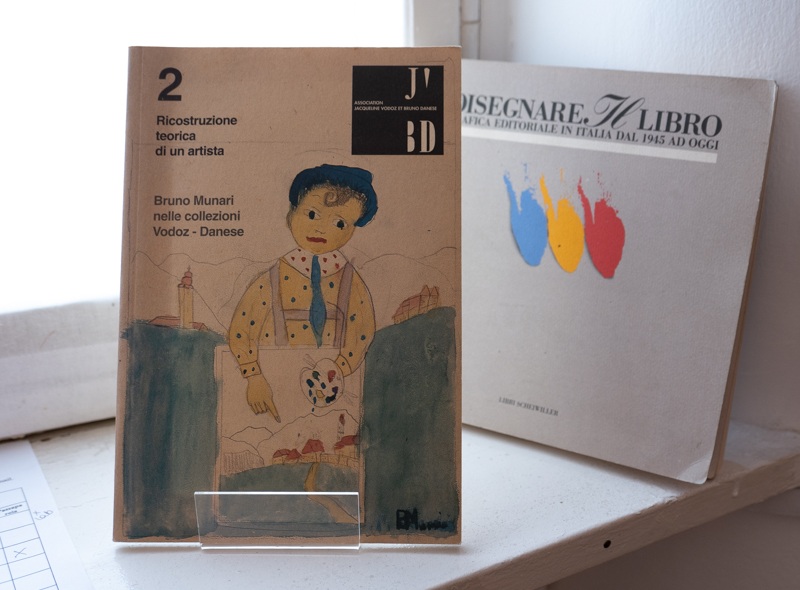 2
Ricostruzione
teorica
di un artista
J V
ASSOCIATION
JACQUELINE VODOZ ET BRUNO DANESE
B D
Bruno Munari
nelle collezioni
Vodoz - Danese
DISEGNARE Il LIBRO
GRAFICA EDITORIALE IN ITALIA DAL 1945 AD OGGI
LIBRI SCHEIWILLER